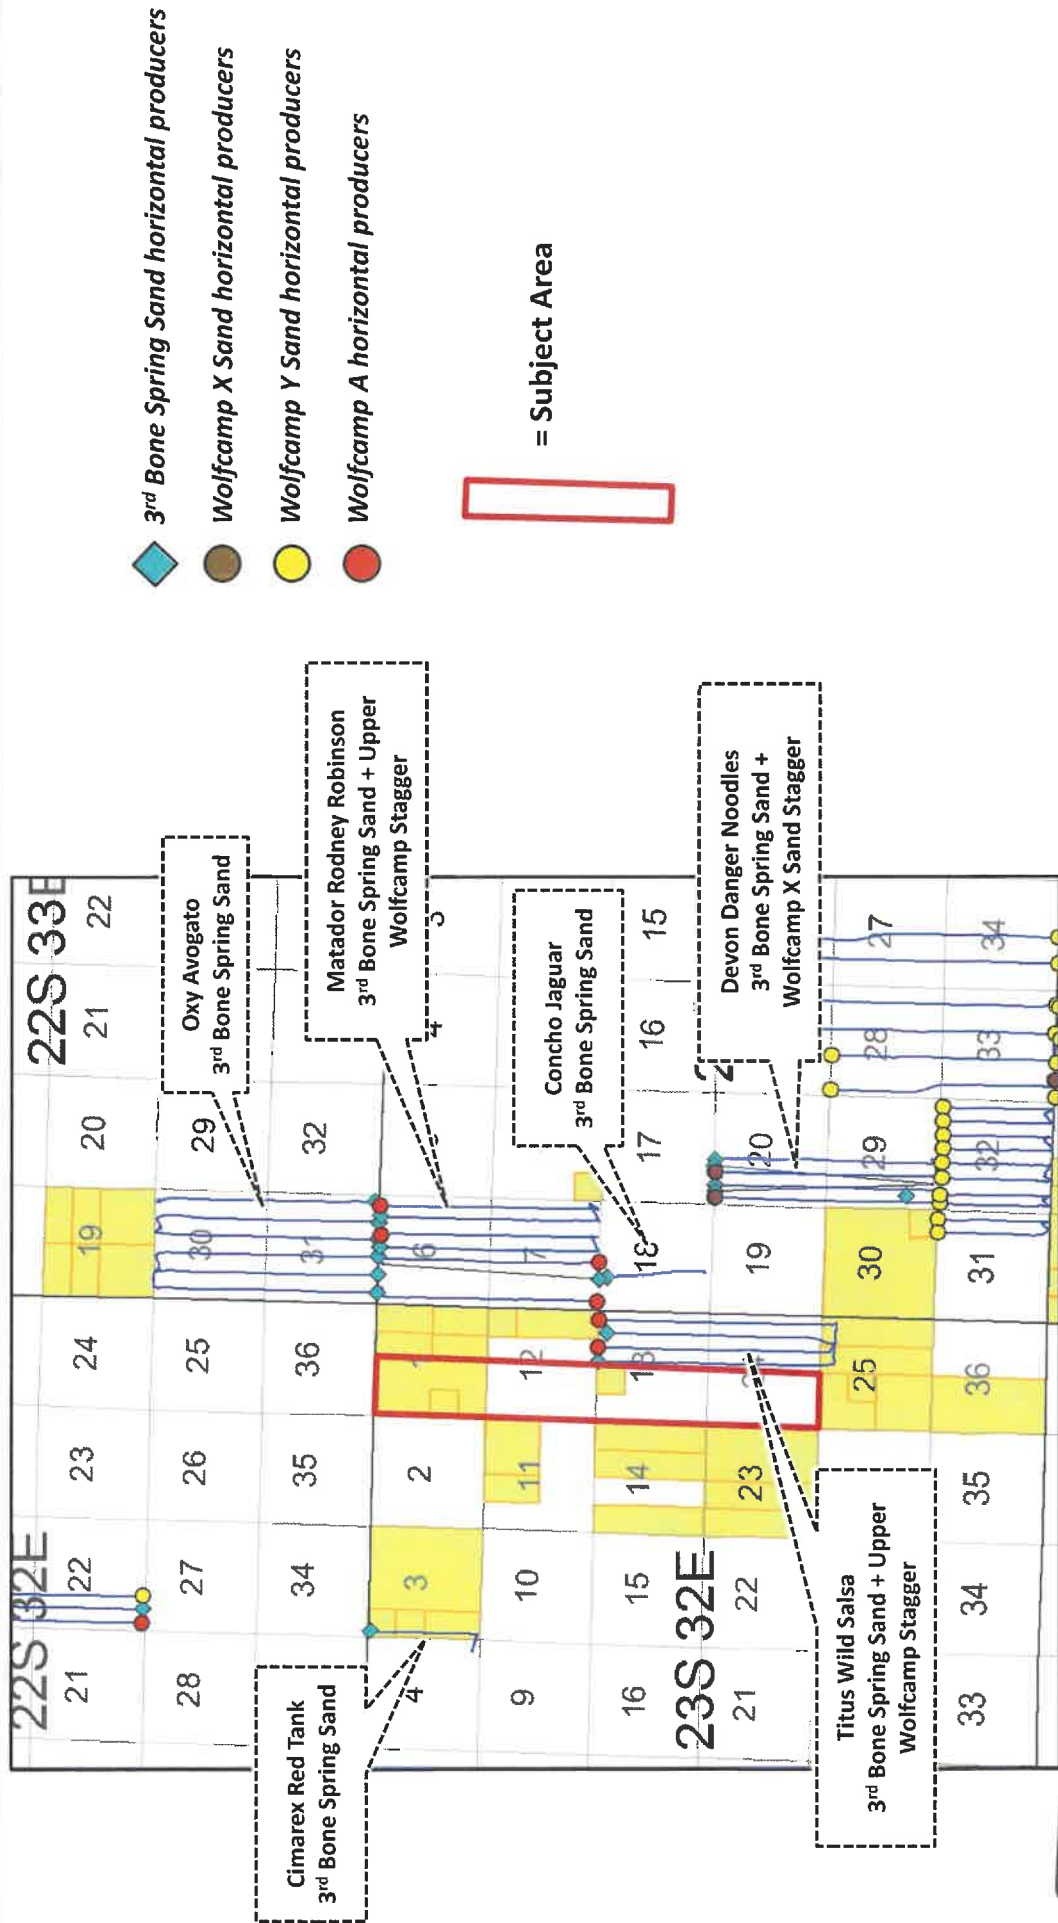 22S 32E
22S 33E
21 22 23 24 19 20 21 22
28 27 26 25 30 29
34 35 36 31 32
4 3 2 1 6 4 3
9 10 11 12 7
16 15 14 13 18 17 16 15
23S 32E
2
21 22 23 24 19 20
25 30 29 28 27
33 34 35 36 31 32 33 34
Oxy Avogato
3rd Bone Spring Sand
Cimarex Red Tank
3rd Bone Spring Sand
Matador Rodney Robinson
3rd Bone Spring Sand + Upper
Wolfcamp Stagger
Concho Jaguar
3rd Bone Spring Sand
Devon Danger Noodles
3rd Bone Spring Sand +
Wolfcamp X Sand Stagger
Titus Wild Salsa
3rd Bone Spring Sand + Upper
Wolfcamp Stagger
3rd Bone Spring Sand horizontal producers
Wolfcamp X Sand horizontal producers
Wolfcamp Y Sand horizontal producers
Wolfcamp A horizontal producers
= Subject Area